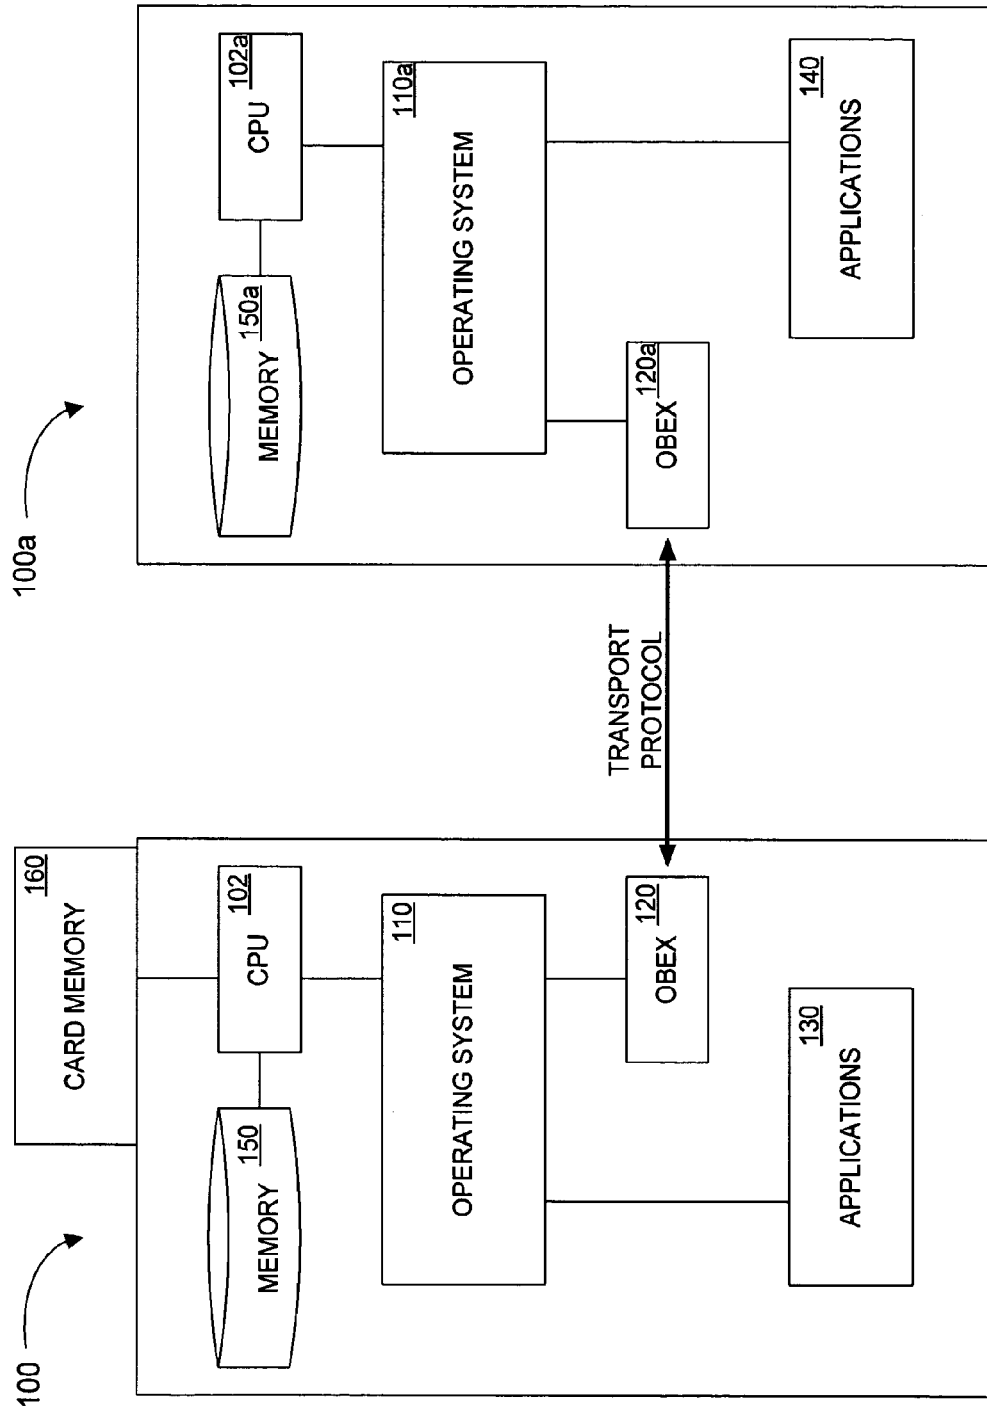 100
CARD MEMORY
160
MEMORY
150
CPU
102
OPERATING SYSTEM
110
OBEX
120
APPLICATIONS
130
TRANSPORT
PROTOCOL
100a
MEMORY
150a
CPU
102a
OPERATING SYSTEM
110a
OBEX
120a
APPLICATIONS
140